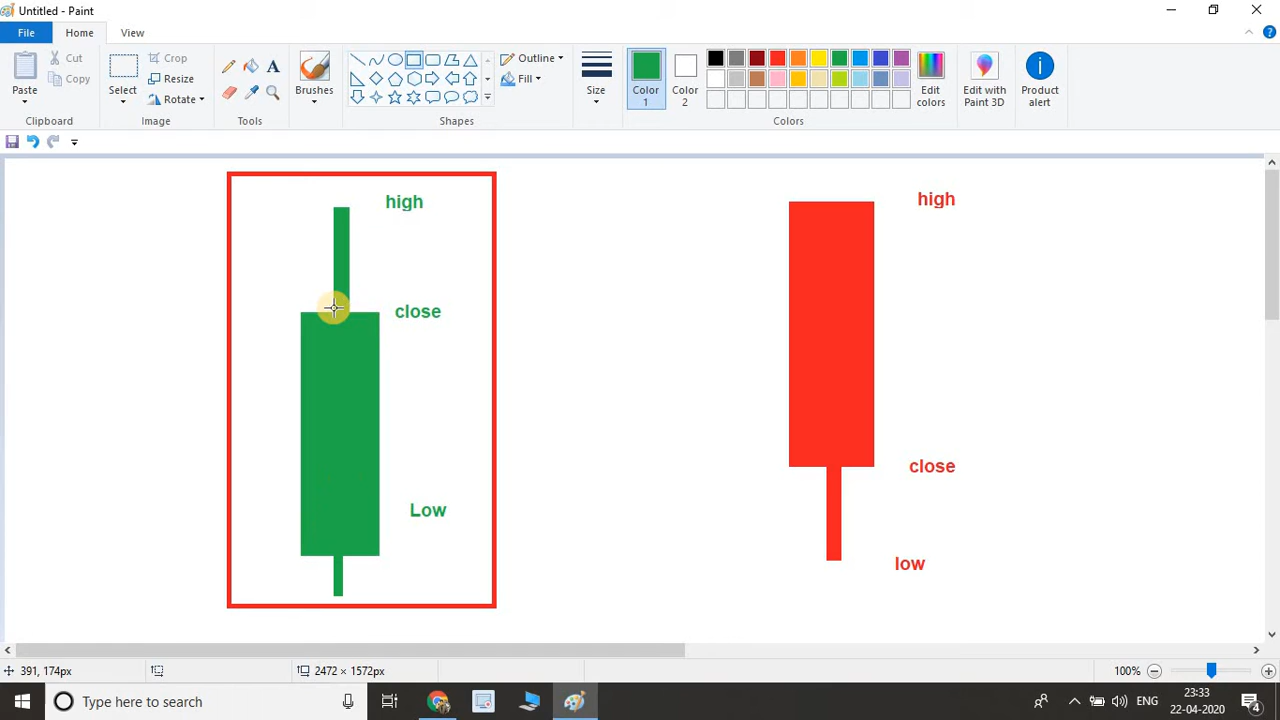 Untitled - Paint
File Home View
Paste
Cut
Copy
Clipboard
Select
Crop
Resize
Rotate
Image
A
Tools
Brushes
Outline
Fill
Shapes
Size
Color 1
Color 2
Colors
Edit colors
Edit with Paint 3D
Product alert
high
close
Low
high
close
low
391, 174px
2472 × 1572px
100%
Type here to search
ENG
23:33
22-04-2020
4